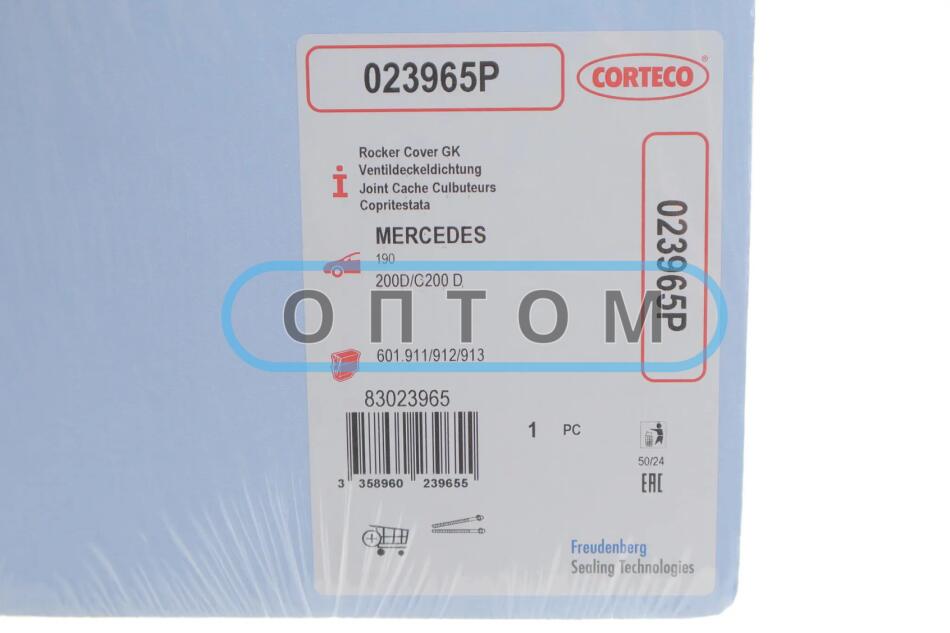 023965P
CORTECO®
Rocker Cover GK
Ventildeckeldichtung
Joint Cache Culbuteurs
Copritestata
MERCEDES
190
200D/C200 D
023965P
ОПТОМ
601.911/912/913
83023965
1 PC
3 358960 239655
50/24
EAC
Freudenberg
Sealing Technologies